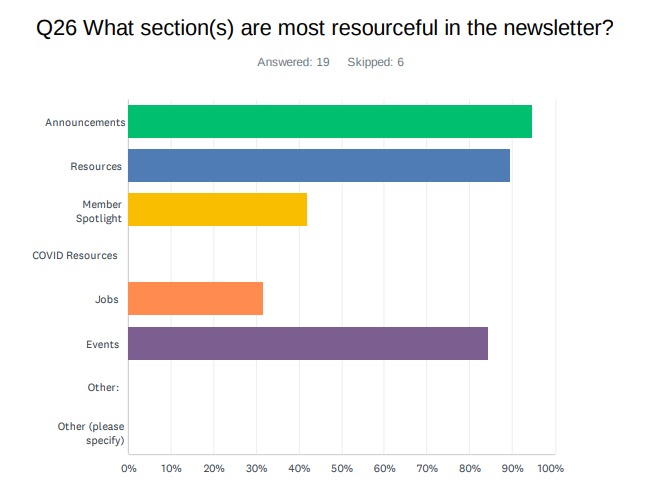 Q26 What section(s) are most resourceful in the newsletter?
Answered: 19 Skipped: 6
Announcements
Resources
Member
Spotlight
COVID Resources
Jobs
Events
Other:
Other (please
specify)
0% 10% 20% 30% 40% 50% 60% 70% 80% 90% 100%